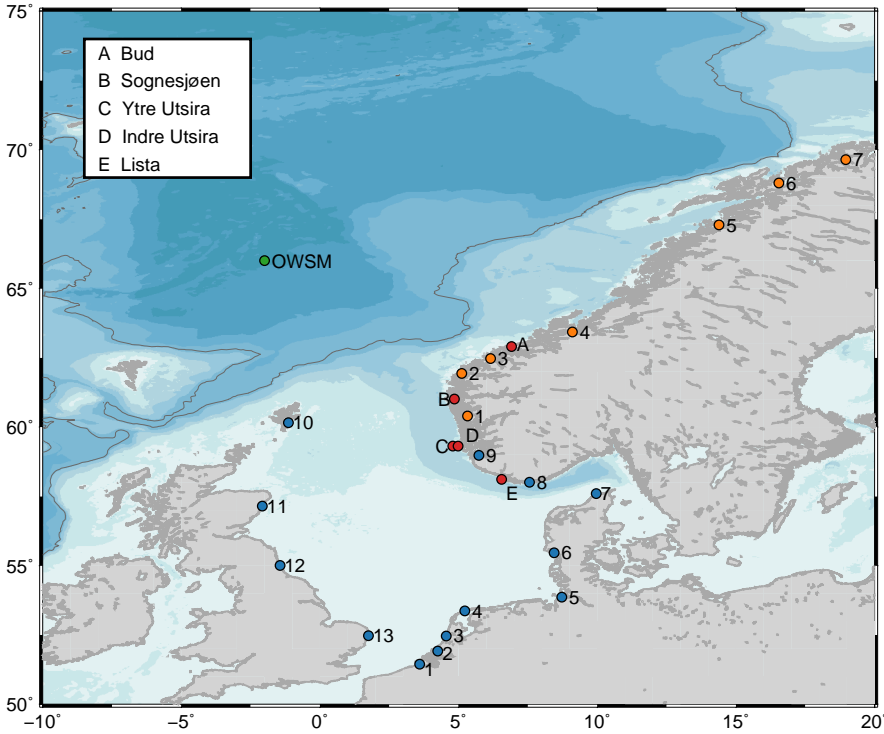 75˚
A Bud
B Sognesjøen
C Ytre Utsira
D Indre Utsira
E Lista
70˚
7
6
5
OWSM
65˚
4
A
3
2
B
1
10
60˚
D
C
9
E
8
7
11
6
12
55˚
5
4
13
3
2
1
50˚
−10˚ −5˚ 0˚ 5˚ 10˚ 15˚ 20˚